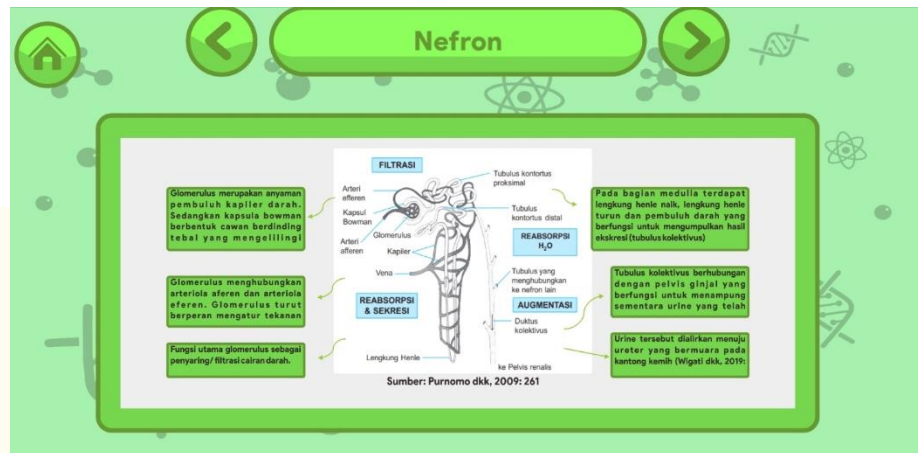 Nefron
Glomerulus merupakan anyaman
pembuluh kapiler darah.
Sedangkan kapsula bowman
berbentuk cawan berdinding
tebal yang mengelilingi
Glomerulus menghubungkan
arteriola aferen dan arteriola
eferen. Glomerulus turut
berperan mengatur tekanan
Fungsi utama glomerulus sebagai
penyaring/ filtrasi cairan darah.
FILTRASI
Arteri
efferen
Kapsul
Bowman
Arteri
afferen
Glomerulus
Kapiler
Vena
REABSORPSI
& SEKRESI
Lengkung Henle
Tubulus kontortus
proksimal
Tubulus
kontortus distal
REABSORPSI
H₂O
Tubulus yang
menghubungkan
ke nefron lain
AUGMENTASI
Duktus
kolektivus
ke Pelvis renalis
Sumber: Purnomo dkk, 2009: 261
Pada bagian medulla terdapat
lengkung henle naik, lengkung henle
turun dan pembuluh darah yang
berfungsi untuk mengumpulkan hasil
ekskresi (tubulus kolektivus)
Tubulus kolektivus berhubungan
dengan pelvis ginjal yang
berfungsi untuk menampung
sementara urine yang telah
Urine tersebut dialirkan menuju
ureter yang bermuara pada
kantong kemih (Wigati dkk, 2019: